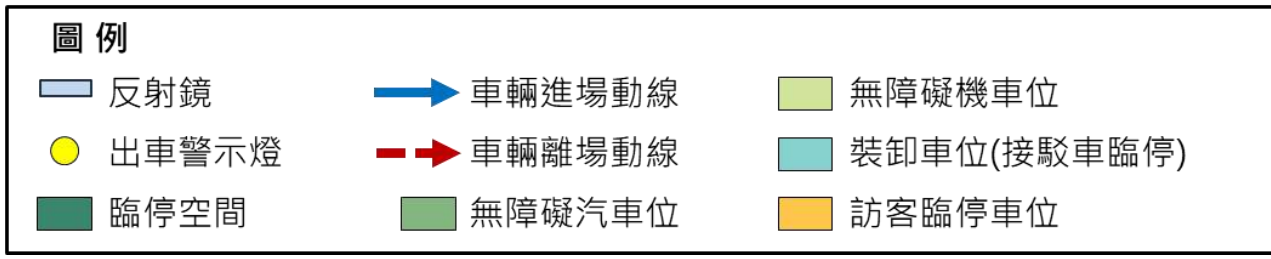 圖 例
反射鏡 車輛進場動線 無障礙機車位
出車警示燈 車輛離場動線 裝卸車位(接駁車臨停)
臨停空間 無障礙汽車位 訪客臨停車位